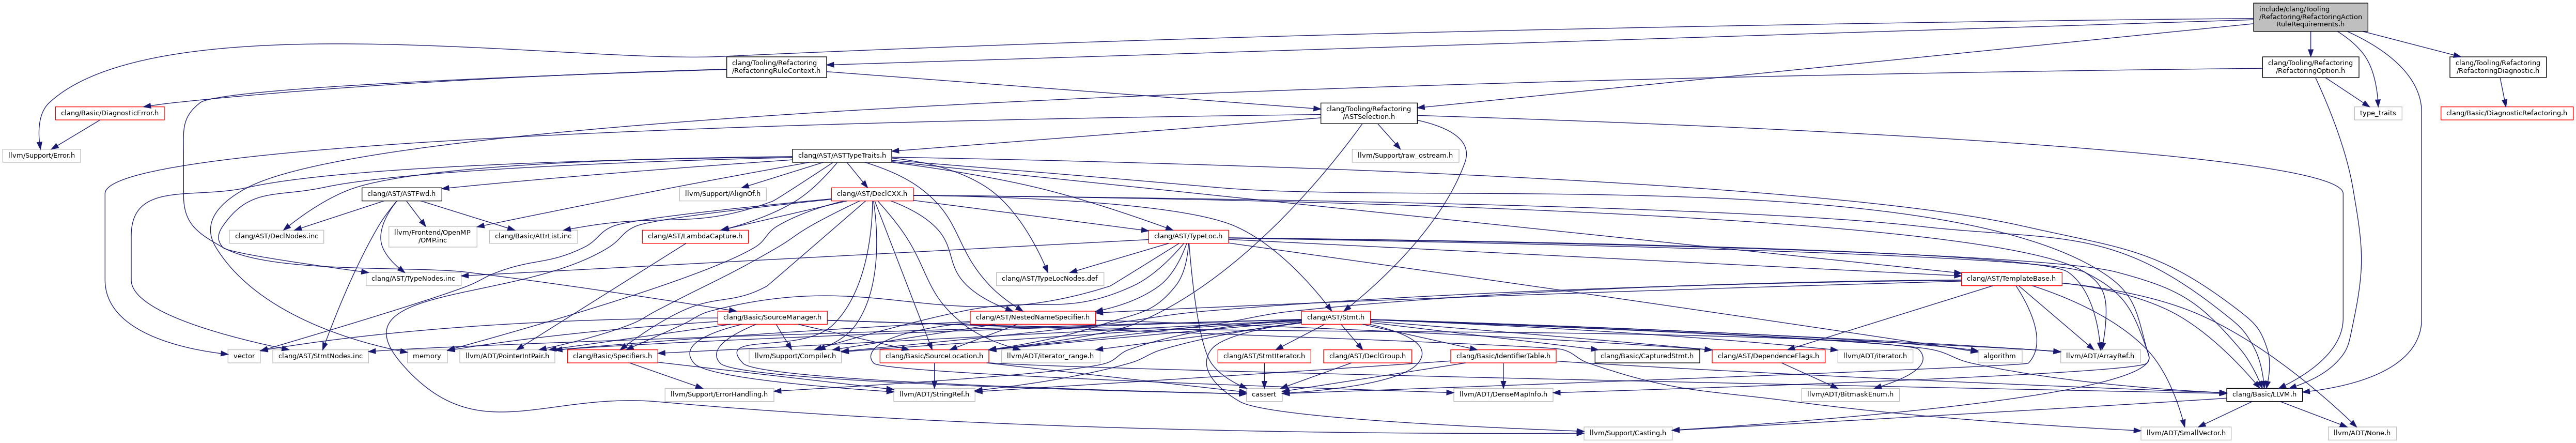 include/clang/Tooling
/Refactoring/RefactoringAction
RuleRequirements.h
clang/Tooling/Refactoring
/RefactoringRuleContext.h
clang/Tooling/Refactoring
/RefactoringOption.h
clang/Tooling/Refactoring
/RefactoringDiagnostic.h
clang/Basic/DiagnosticError.h
clang/Tooling/Refactoring
/ASTSelection.h
type_traits
clang/Basic/DiagnosticRefactoring.h
llvm/Support/Error.h
clang/AST/ASTTypeTraits.h
llvm/Support/raw_ostream.h
clang/AST/ASTFwd.h
llvm/Support/AlignOf.h
clang/AST/DeclCXX.h
clang/AST/DeclNodes.inc
llvm/Frontend/OpenMP
/OMP.inc
clang/Basic/AttrList.inc
clang/AST/LambdaCapture.h
clang/AST/TypeLoc.h
clang/AST/TypeNodes.inc
clang/AST/TypeLocNodes.def
clang/AST/TemplateBase.h
clang/Basic/SourceManager.h
clang/AST/NestedNameSpecifier.h
clang/AST/Stmt.h
vector
clang/AST/StmtNodes.inc
memory
llvm/ADT/PointerIntPair.h
clang/Basic/Specifiers.h
llvm/Support/Compiler.h
clang/Basic/SourceLocation.h
llvm/ADT/iterator_range.h
clang/AST/StmtIterator.h
clang/AST/DeclGroup.h
clang/Basic/IdentifierTable.h
clang/Basic/CapturedStmt.h
clang/AST/DependenceFlags.h
llvm/ADT/iterator.h
algorithm
llvm/ADT/ArrayRef.h
llvm/Support/ErrorHandling.h
llvm/ADT/StringRef.h
cassert
llvm/ADT/DenseMapInfo.h
llvm/ADT/BitmaskEnum.h
clang/Basic/LLVM.h
llvm/Support/Casting.h
llvm/ADT/SmallVector.h
llvm/ADT/None.h